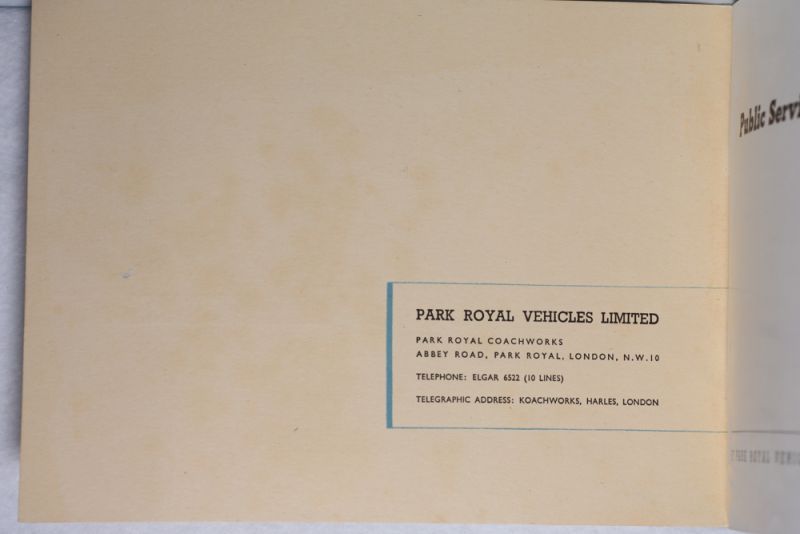 PARK ROYAL VEHICLES LIMITED
PARK ROYAL COACHWORKS
ABBEY ROAD, PARK ROYAL, LONDON, N.W.10
TELEPHONE: ELGAR 6522 (10 LINES)
TELEGRAPHIC ADDRESS: KOACHWORKS, HARLES, LONDON
Public